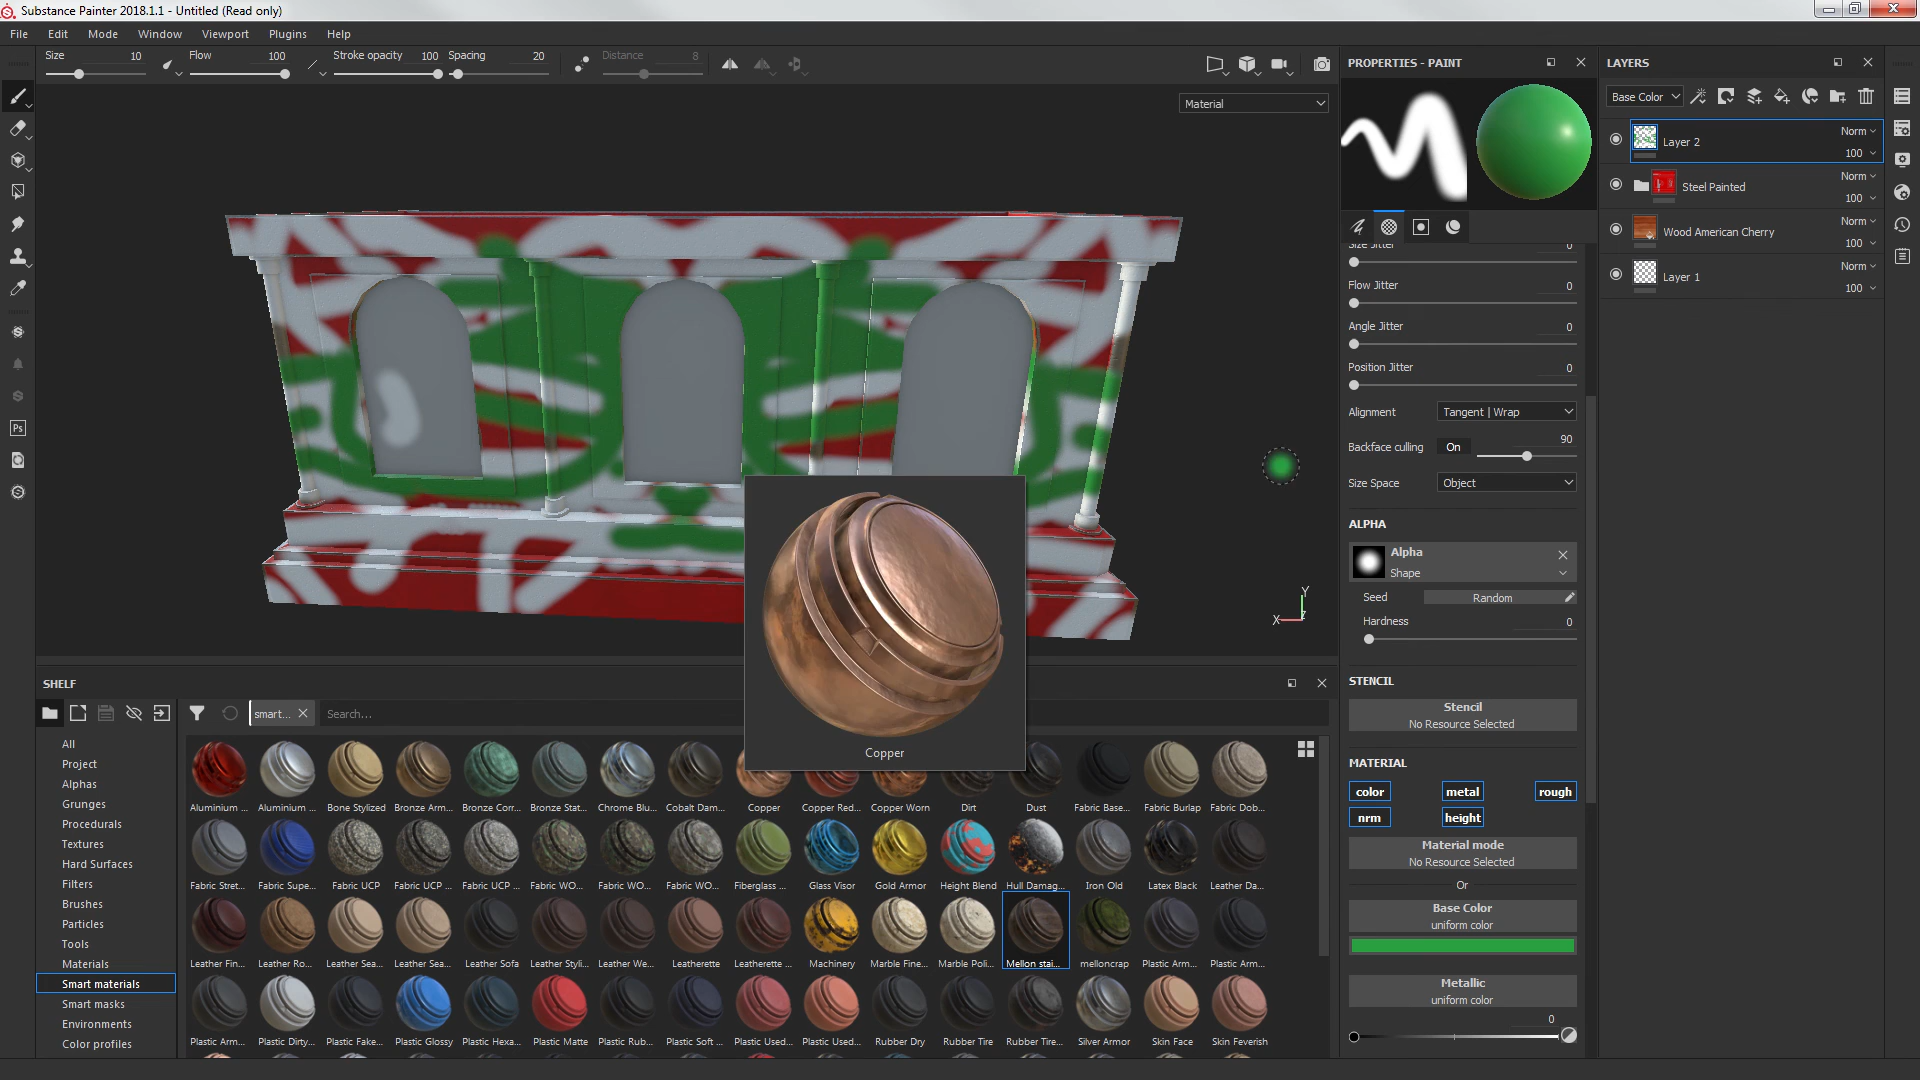 Substance Painter 2018.1.1 - Untitled (Read only)
File Edit Mode Window Viewport Plugins Help
Size 10 Flow 100 Stroke opacity 100 Spacing 20 Distance 8
Material
PROPERTIES - PAINT
Size Jitter 0
Flow Jitter 0
Angle Jitter 0
Position Jitter 0
Alignment Tangent | Wrap
Backface culling On 90
Size Space Object
ALPHA
Alpha
Shape
Seed Random
Hardness 0
STENCIL
Stencil
No Resource Selected
MATERIAL
color metal rough
nrm height
Material mode
No Resource Selected
Or
Base Color
uniform color
Metallic
uniform color
0
LAYERS
Base Color
Layer 2 Norm 100
Steel Painted Norm 100
Wood American Cherry Norm 100
Layer 1 Norm 100
Ps
Y
X
Copper
SHELF
smart... Search...
All
Project
Alphas
Grunges
Procedurals
Textures
Hard Surfaces
Filters
Brushes
Particles
Tools
Materials
Smart materials
Smart masks
Environments
Color profiles
Aluminium ... Aluminium ... Bone Stylized Bronze Arm... Bronze Corr... Bronze Stat... Chrome Blu... Cobalt Dam... Copper Copper Red... Copper Worn Dirt Dust Fabric Base... Fabric Burlap Fabric Dob...
Fabric Stret... Fabric Supe... Fabric UCP Fabric UCP ... Fabric UCP ... Fabric WO... Fabric WO... Fabric WO... Fiberglass ... Glass Visor Gold Armor Height Blend Hull Damag... Iron Old Latex Black Leather Da...
Leather Fin... Leather Ro... Leather Sea... Leather Sea... Leather Sofa Leather Styli... Leather We... Leatherette Leatherette ... Machinery Marble Fine... Marble Poli... Mellon stai... melloncrap Plastic Arm... Plastic Arm...
Plastic Arm... Plastic Dirty... Plastic Fake... Plastic Glossy Plastic Hexa... Plastic Matte Plastic Rub... Plastic Soft ... Plastic Used... Plastic Used... Rubber Dry Rubber Tire Rubber Tire... Silver Armor Skin Face Skin Feverish